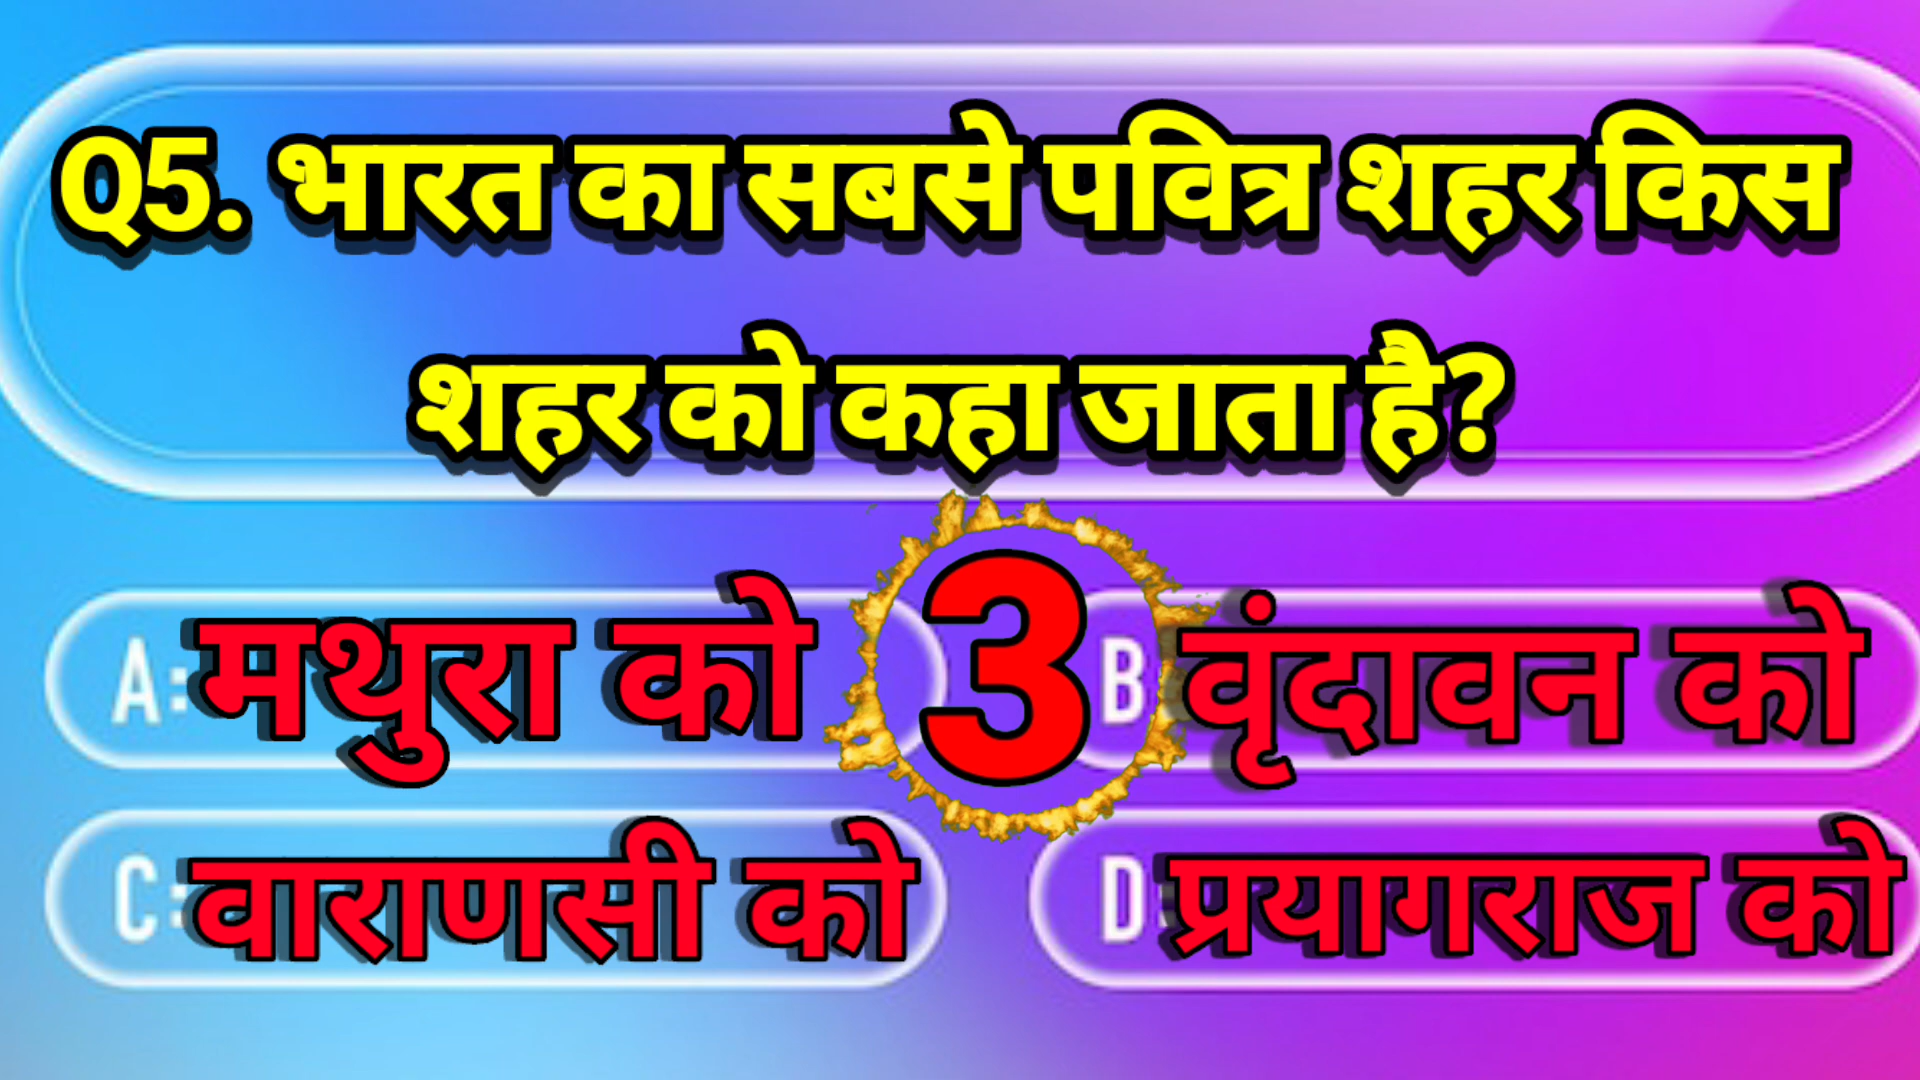 Q5. भारत का सबसे पवित्र शहर किस
शहर को कहा जाता है?
3
A: मथुरा को
B: वृंदावन को
C: वाराणसी को
D: प्रयागराज को